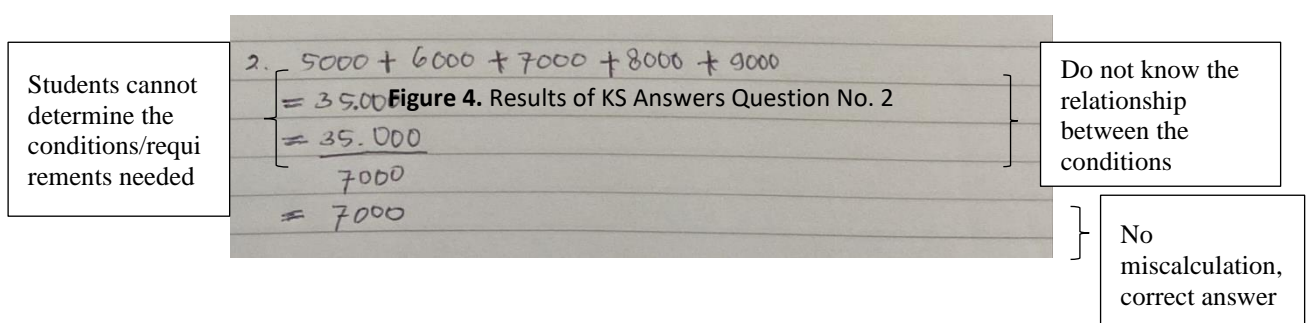 Students cannot
determine the
conditions/requi
rements needed
2. 5000 + 6000 + 7000 + 8000 + 9000
= 35.00
Figure 4. Results of KS Answers Question No. 2
= 35.000
7000
= 7000
Do not know the
relationship
between the
conditions
No
miscalculation,
correct answer